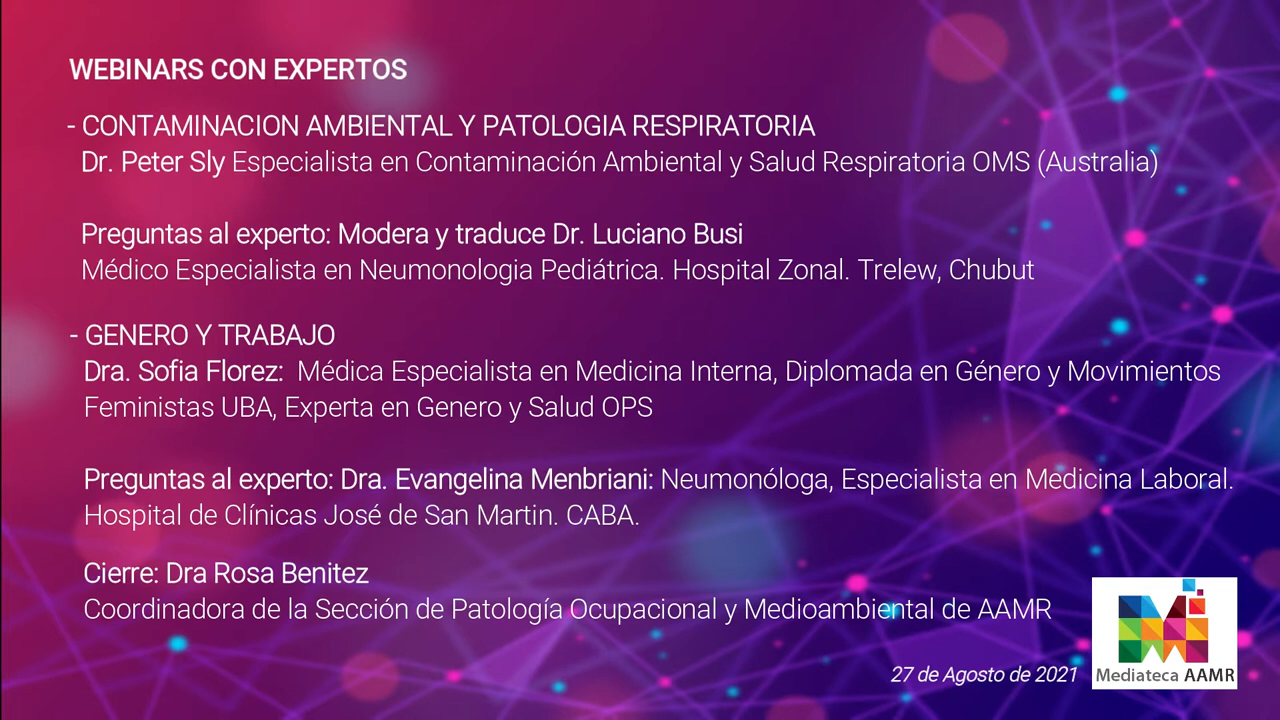 WEBINARS CON EXPERTOS
- CONTAMINACION AMBIENTAL Y PATOLOGIA RESPIRATORIA
Dr. Peter Sly Especialista en Contaminación Ambiental y Salud Respiratoria OMS (Australia)
Preguntas al experto: Modera y traduce Dr. Luciano Busi
Médico Especialista en Neumonologia Pediátrica. Hospital Zonal. Trelew, Chubut
- GENERO Y TRABAJO
Dra. Sofia Florez: Médica Especialista en Medicina Interna, Diplomada en Género y Movimientos
Feministas UBA, Experta en Genero y Salud OPS
Preguntas al experto: Dra. Evangelina Menbriani: Neumonóloga, Especialista en Medicina Laboral.
Hospital de Clínicas José de San Martin. CABA.
Cierre: Dra Rosa Benitez
Coordinadora de la Sección de Patología Ocupacional y Medioambiental de AAMR
27 de Agosto de 2021
Mediateca AAMR